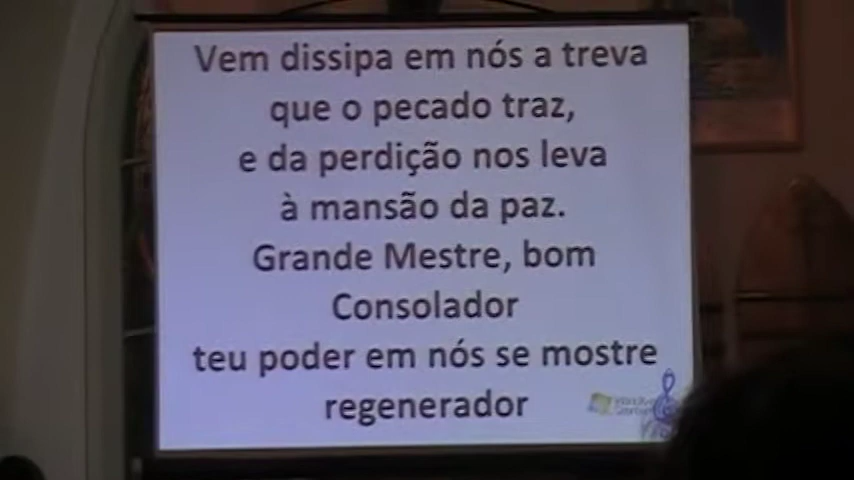 Vem dissipa em nós a treva
que o pecado traz,
e da perdição nos leva
à mansão da paz.
Grande Mestre, bom
Consolador
teu poder em nós se mostre
regenerador